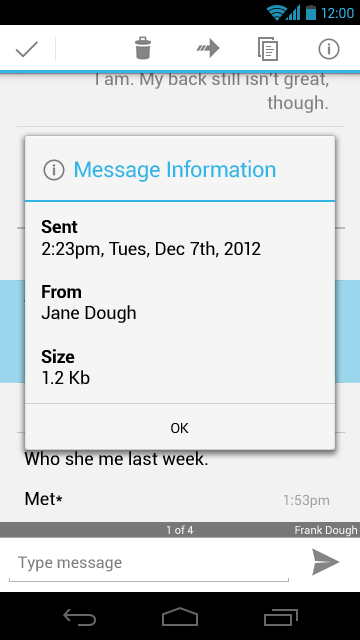 12:00
I am. My back still isn't great,
though.
Message Information
Sent
2:23pm, Tues, Dec 7th, 2012
From
Jane Dough
Size
1.2 Kb
OK
Who she me last week.
Met*
1:53pm
1 of 4
Frank Dough
Type message